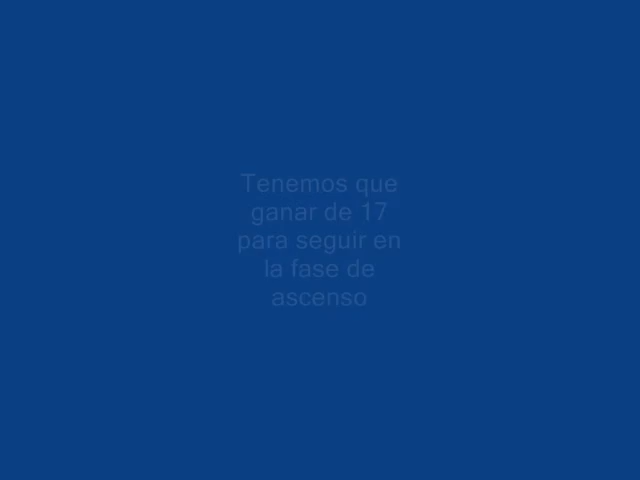 Tenemos que
ganar de 17
para seguir en
la fase de
ascenso